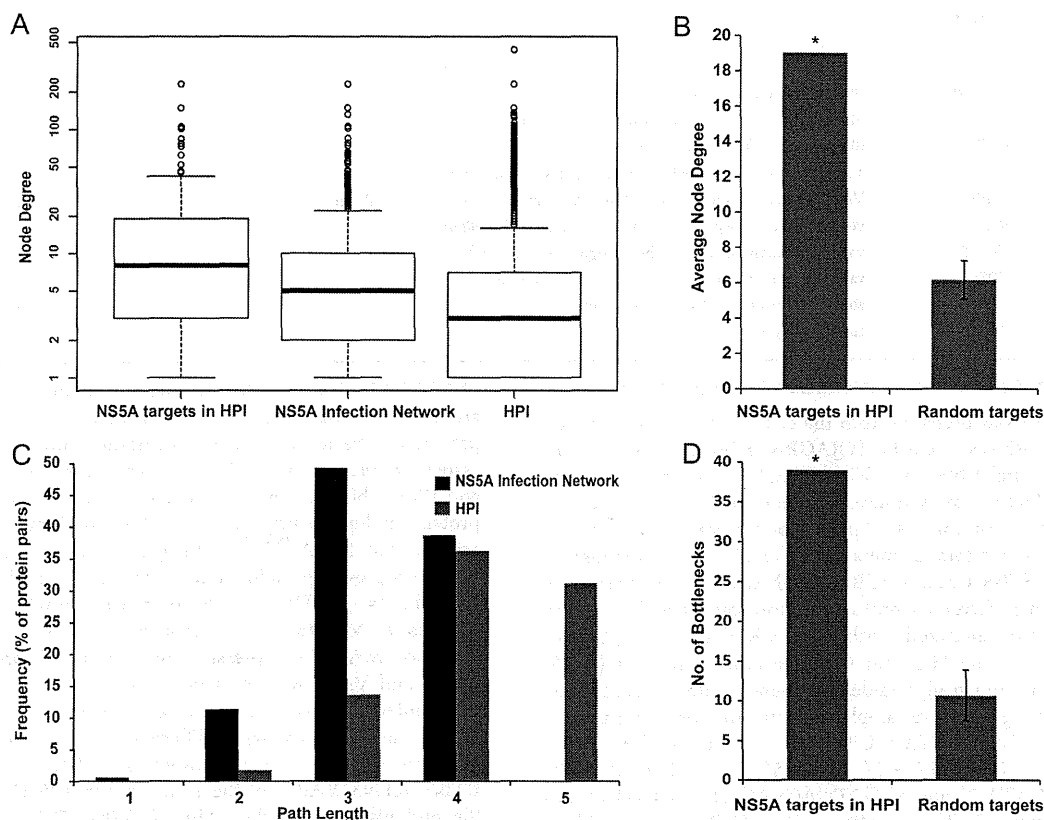 A
Node Degree
500
200
100
50
20
10
5
2
1
NS5A targets in HPI
NS5A Infection Network
HPI
B
Average Node Degree
20
18
16
14
12
10
8
6
4
2
0
*
NS5A targets in HPI
Random targets
C
Frequency (% of protein pairs)
50
45
40
35
30
25
20
15
10
5
0
NS5A Infection Network
HPI
1
2
3
4
5
Path Length
D
No. of Bottlenecks
40
35
30
25
20
15
10
5
0
*
NS5A targets in HPI
Random targets